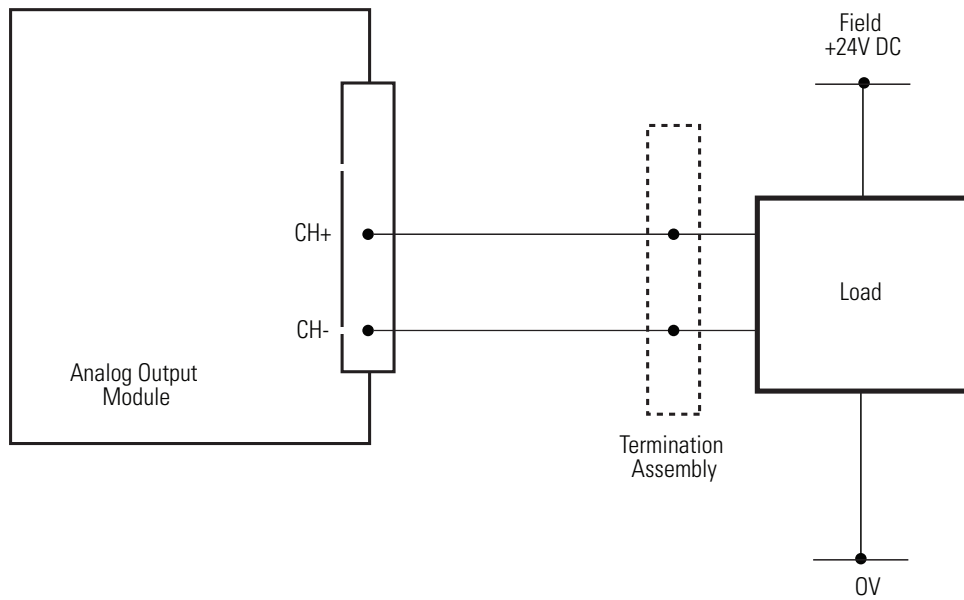 Field
+24V DC
CH+
Load
CH-
Analog Output
Module
Termination
Assembly
0V